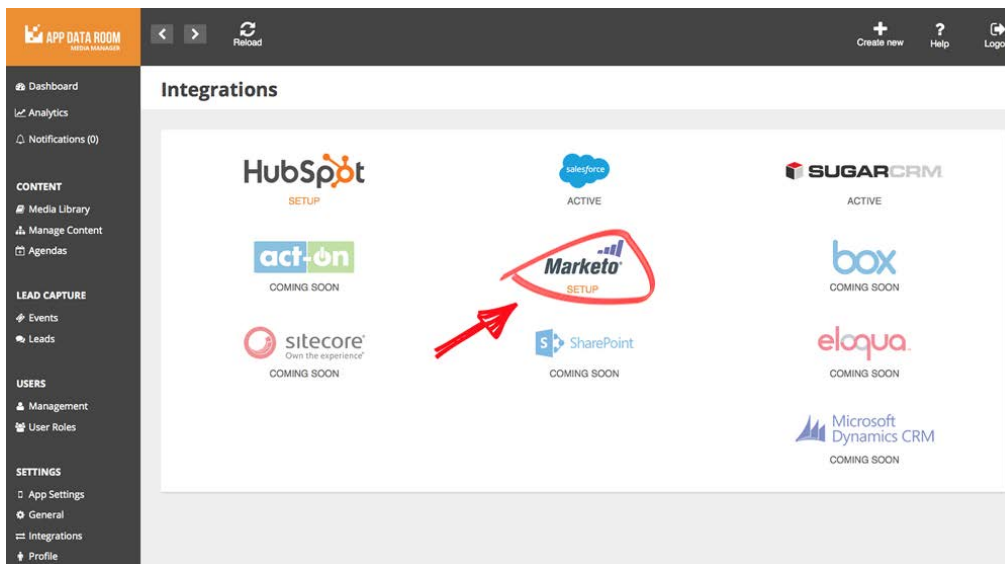 APP DATA ROOM
MEDIA MANAGER
Reload
Create new
? Help
Logo
Dashboard
Analytics
Notifications (0)
CONTENT
Media Library
Manage Content
Agendas
LEAD CAPTURE
Events
Leads
USERS
Management
User Roles
SETTINGS
App Settings
General
Integrations
Profile
Integrations
HubSpot
SETUP
salesforce
ACTIVE
SUGARCRM
ACTIVE
act-on
COMING SOON
Marketo
SETUP
box
COMING SOON
sitecore
Own the experience
COMING SOON
S SharePoint
COMING SOON
eloqua
COMING SOON
Microsoft
Dynamics CRM
COMING SOON